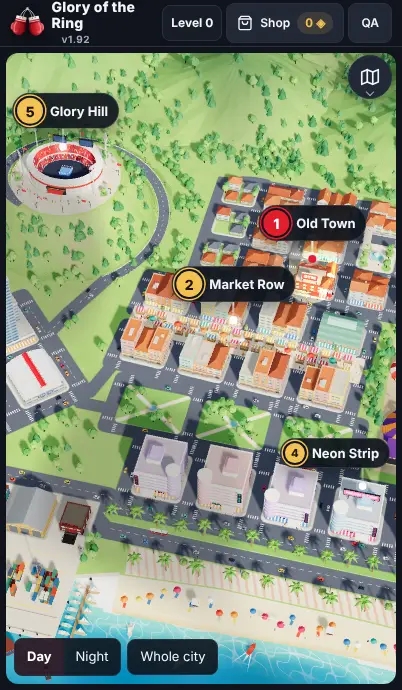 Glory of the
Ring
v1.92
Level 0
Shop
0
QA
5 Glory Hill
1 Old Town
2 Market Row
4 Neon Strip
Day
Night
Whole city